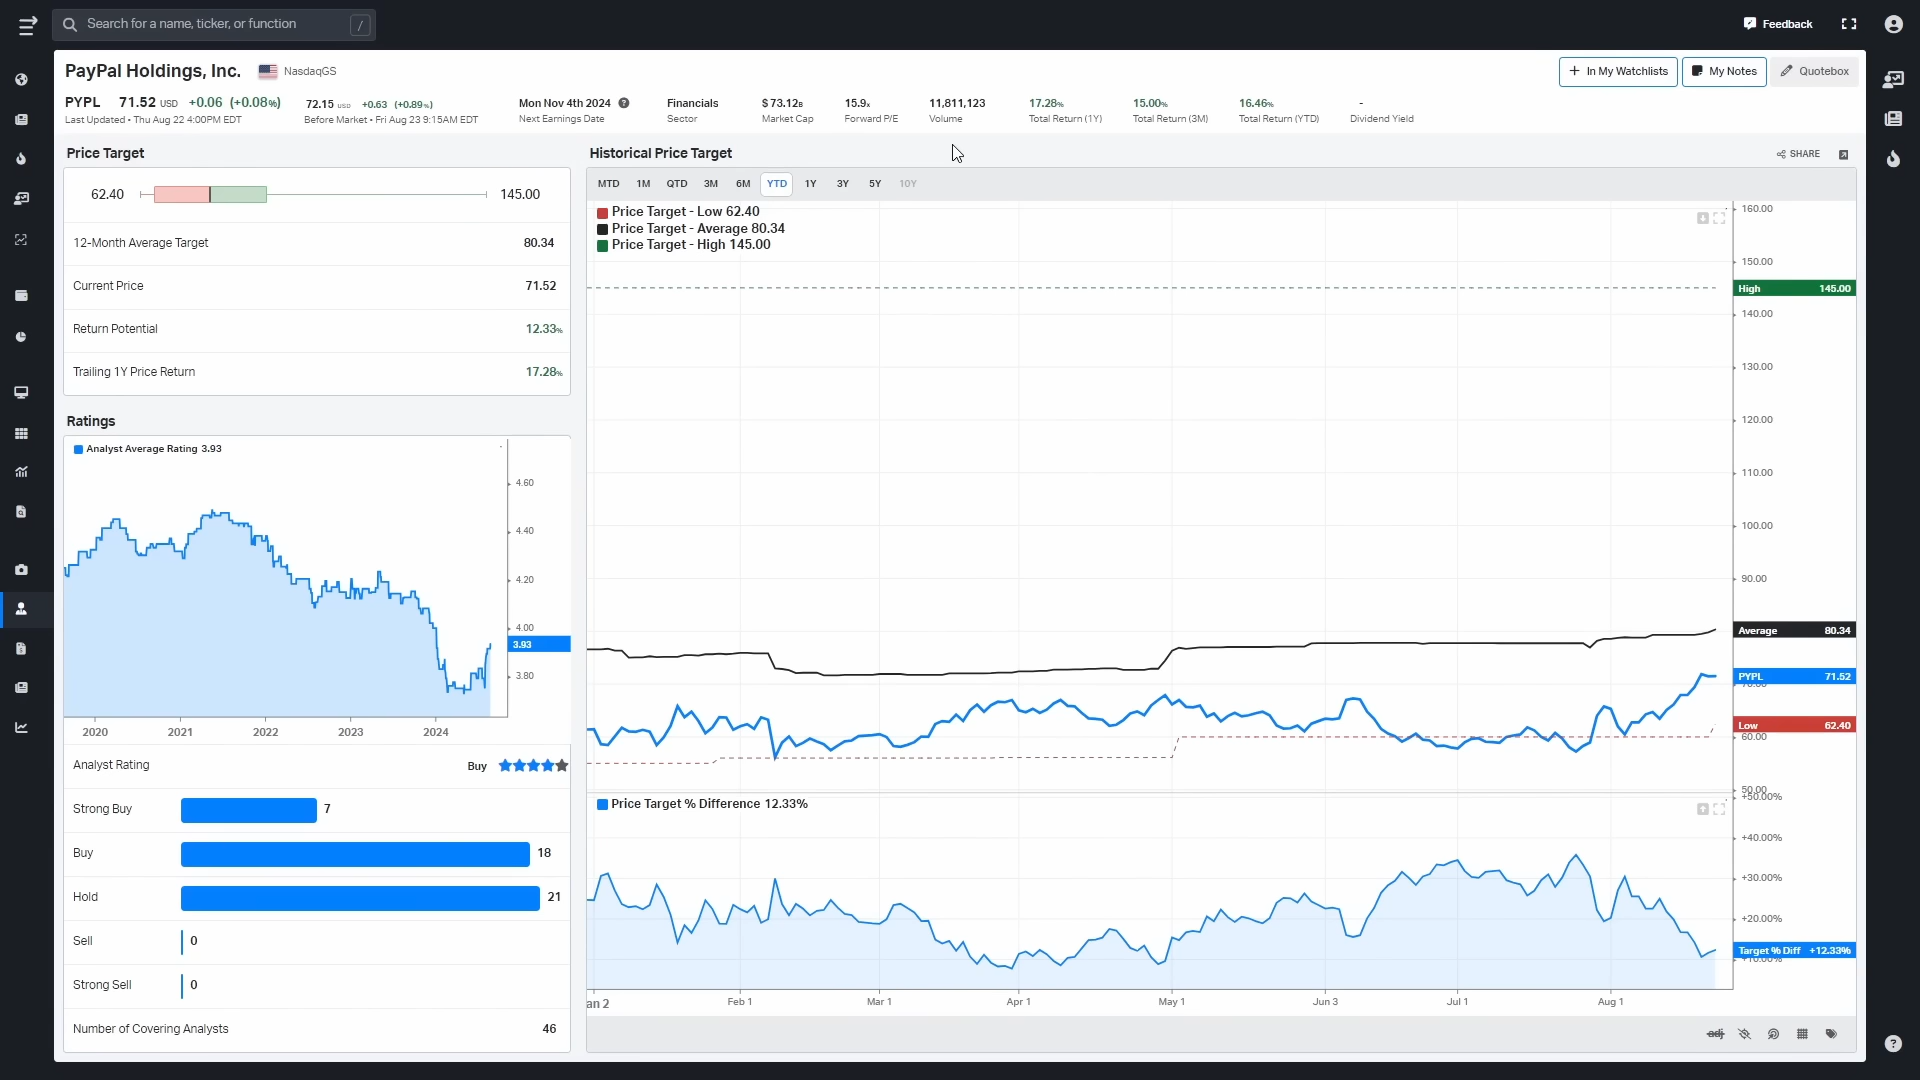 Search for a name, ticker, or function /
Feedback
PayPal Holdings, Inc. NasdaqGS
+ In My Watchlists My Notes Quotebox
PYPL 71.52 USD +0.06 (+0.08%)
Last Updated • Thu Aug 22 4:00PM EDT
72.15 USD +0.63 (+0.89%)
Before Market • Fri Aug 23 9:15AM EDT
Mon Nov 4th 2024 ?
Next Earnings Date
Financials
Sector
$73.12B
Market Cap
15.9x
Forward P/E
11,811,123
Volume
17.28%
Total Return (1Y)
15.00%
Total Return (3M)
16.46%
Total Return (YTD)
-
Dividend Yield
Price Target
62.40 145.00
12-Month Average Target 80.34
Current Price 71.52
Return Potential 12.33%
Trailing 1Y Price Return 17.28%
Ratings
Analyst Average Rating 3.93
4.60
4.40
4.20
4.00
3.93
3.80
2020 2021 2022 2023 2024
Analyst Rating Buy
Strong Buy 7
Buy 18
Hold 21
Sell 0
Strong Sell 0
Number of Covering Analysts 46
Historical Price Target
SHARE
MTD 1M QTD 3M 6M YTD 1Y 3Y 5Y 10Y
Price Target - Low 62.40
Price Target - Average 80.34
Price Target - High 145.00
160.00
150.00
High 145.00
140.00
130.00
120.00
110.00
100.00
90.00
Average 80.34
PYPL 71.52
70.00
Low 62.40
60.00
50.00
Price Target % Difference 12.33%
+50.00%
+40.00%
+30.00%
+20.00%
Target % Diff +12.33%
+10.00%
an 2 Feb 1 Mar 1 Apr 1 May 1 Jun 3 Jul 1 Aug 1
adj
?